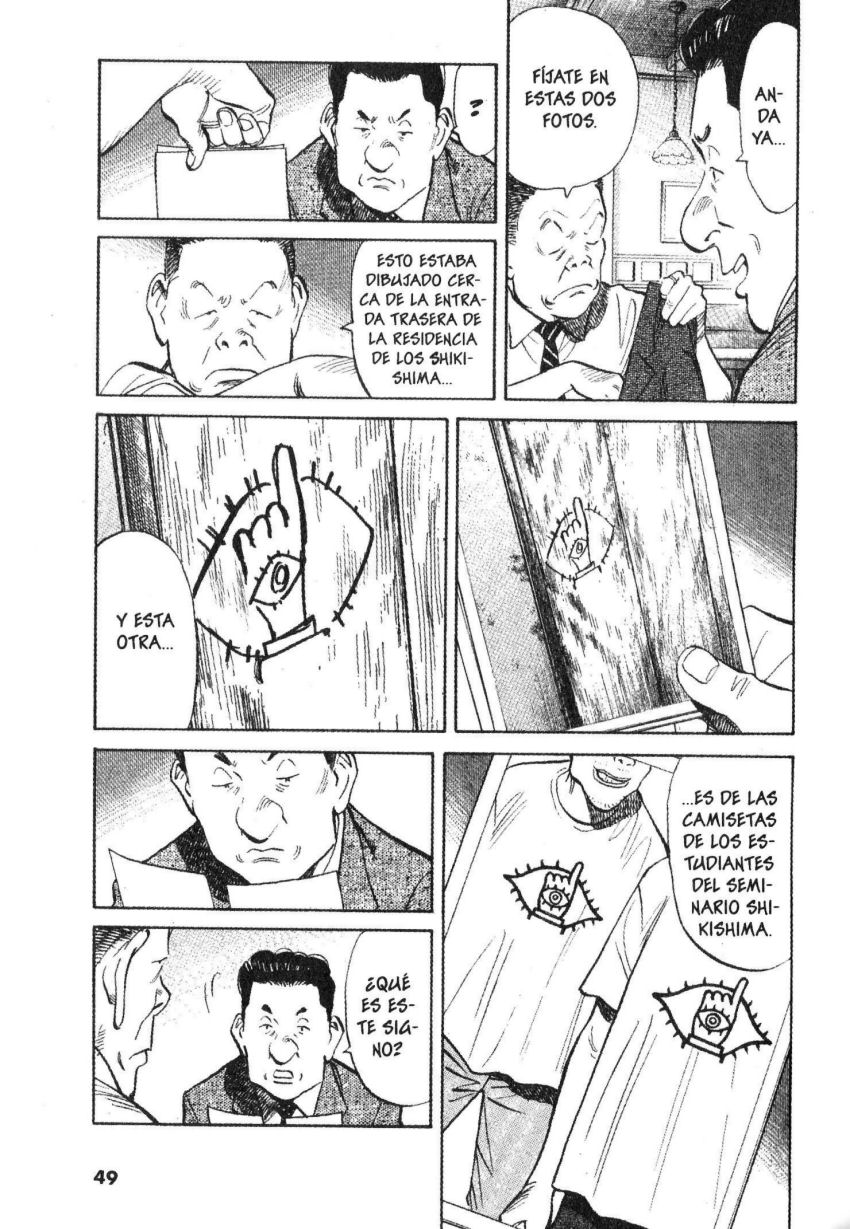 AN-
DA
YA...
FÍJATE EN
ESTAS DOS
FOTOS.
?
ESTO ESTABA
DIBUJADO CER-
CA DE LA ENTRA-
DA TRASERA DE
LA RESIDENCIA
DE LOS SHIKI-
SHIMA...
Y ESTA
OTRA...
...ES DE LAS
CAMISETAS
DE LOS ES-
TUDIANTES
DEL SEMI-
NARIO SHI-
KISHIMA.
¿QUÉ
ES ES-
TE SIG-
NO?
49